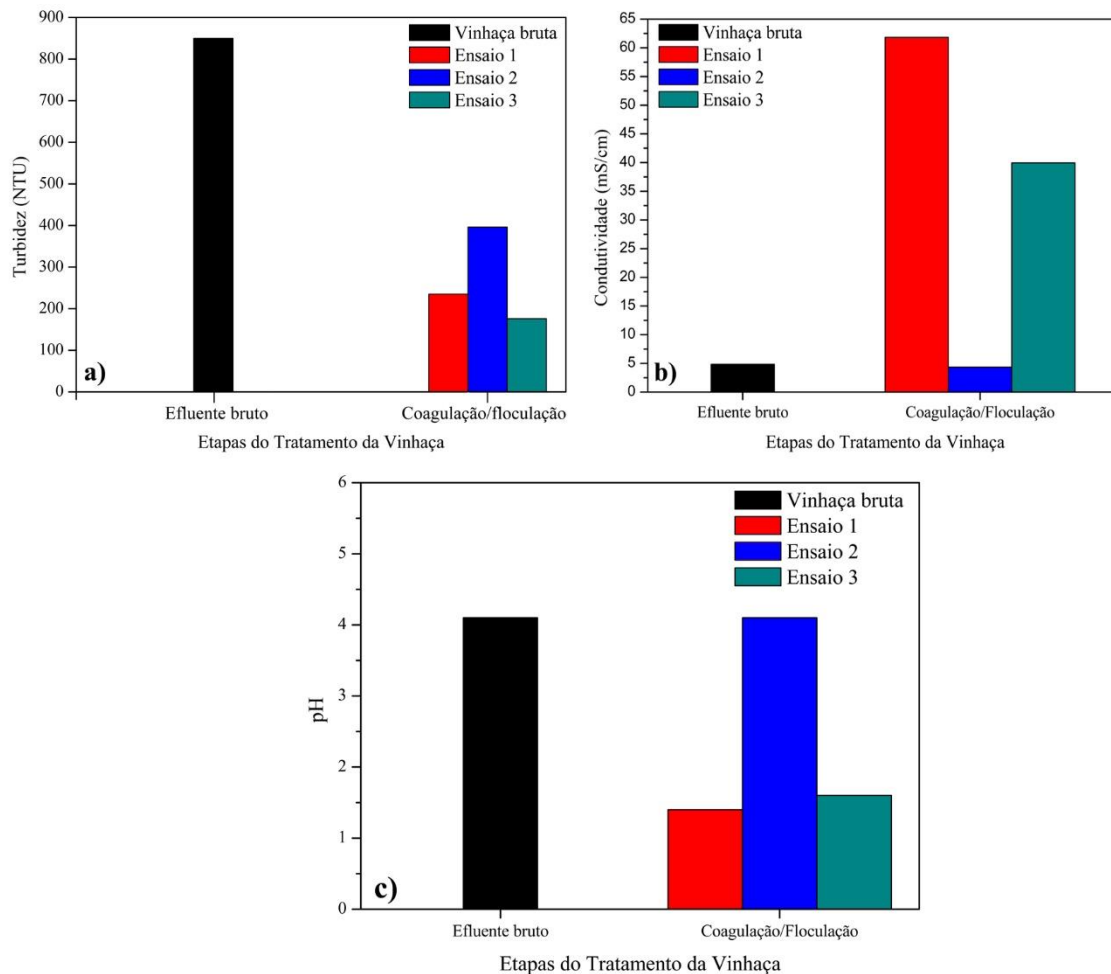 900
800
700
600
500
400
300
200
100
0
Turbidez (NTU)
Vinhaça bruta
Ensaio 1
Ensaio 2
Ensaio 3
a)
Efluente bruto
Coagulação/floculação
Etapas do Tratamento da Vinhaça
65
60
55
50
45
40
35
30
25
20
15
10
5
0
Condutividade (mS/cm)
Vinhaça bruta
Ensaio 1
Ensaio 2
Ensaio 3
b)
Efluente bruto
Coagulação/Floculação
Etapas do Tratamento da Vinhaça
6
5
4
3
2
1
0
pH
Vinhaça bruta
Ensaio 1
Ensaio 2
Ensaio 3
c)
Efluente bruto
Coagulação/Floculação
Etapas do Tratamento da Vinhaça